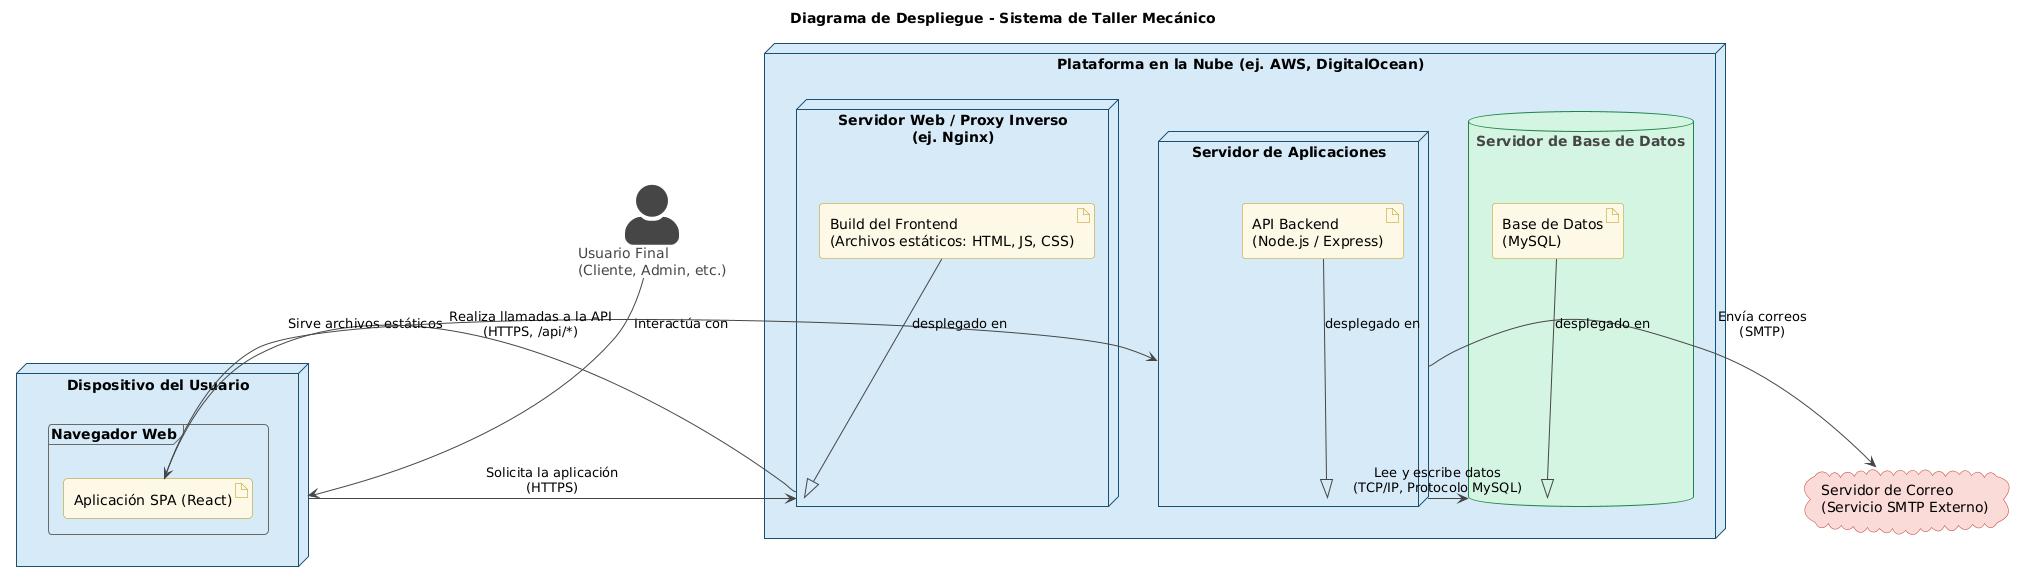 Diagrama de Despliegue - Sistema de Taller Mecánico
Plataforma en la Nube (ej. AWS, DigitalOcean)
Servidor Web / Proxy Inverso
(ej. Nginx)
Servidor de Aplicaciones
Servidor de Base de Datos
Build del Frontend
(Archivos estáticos: HTML, JS, CSS)
API Backend
(Node.js / Express)
Base de Datos
(MySQL)
Usuario Final
(Cliente, Admin, etc.)
Sirve archivos estáticos
Realiza llamadas a la API
(HTTPS, /api/*)
Interactúa con
desplegado en
desplegado en
desplegado en
Envía correos
(SMTP)
Dispositivo del Usuario
Navegador Web
Aplicación SPA (React)
Solicita la aplicación
(HTTPS)
Lee y escribe datos
(TCP/IP, Protocolo MySQL)
Servidor de Correo
(Servicio SMTP Externo)